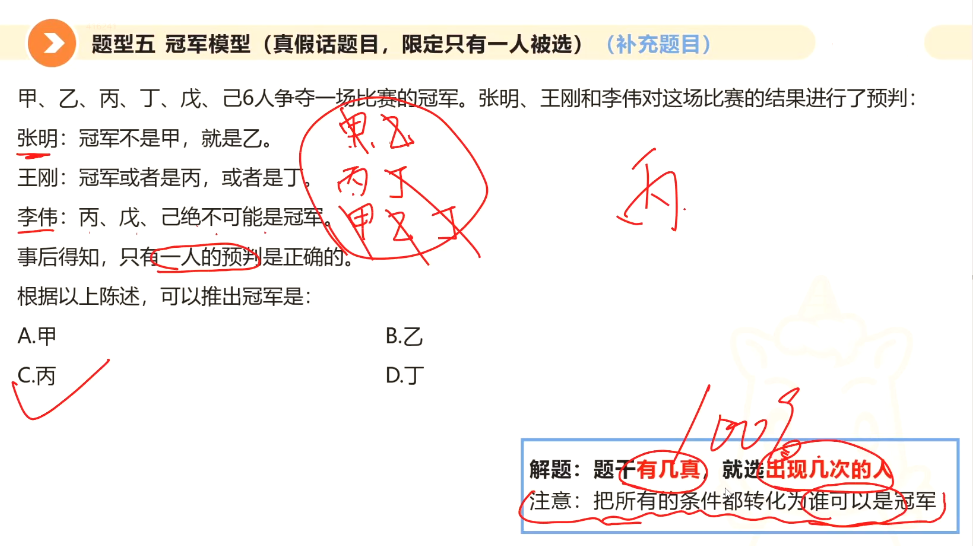 题型五 冠军模型（真假话题目，限定只有一人被选）（补充题目）
甲、乙、丙、丁、戊、己6人争夺一场比赛的冠军。张明、王刚和李伟对这场比赛的结果进行了预判：
张明：冠军不是甲，就是乙。
王刚：冠军或者是丙，或者是丁。
李伟：丙、戊、己绝不可能是冠军。
事后得知，只有一人的预判是正确的。
根据以上陈述，可以推出冠军是：
A.甲 B.乙
C.丙 D.丁
甲乙
丙丁
甲乙丁
丙
解题：题干有几真，就选出现几次的人
注意：把所有的条件都转化为谁可以是冠军